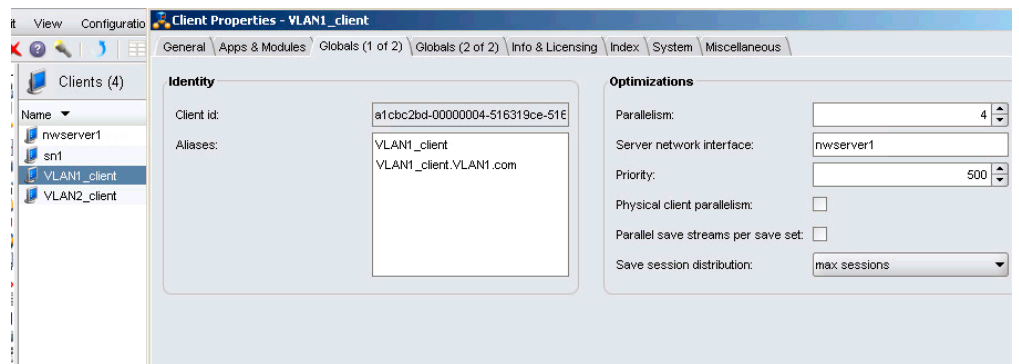 View Configuratio
Client Properties - VLAN1_client
General Apps & Modules Globals (1 of 2) Globals (2 of 2) Info & Licensing Index System Miscellaneous
Clients (4)
Name
nwserver1
sn1
VLAN1_client
VLAN2_client
Identity
Client id: a1cbc2bd-00000004-516319ce-516
Aliases: VLAN1_client
VLAN1_client.VLAN1.com
Optimizations
Parallelism: 4
Server network interface: nwserver1
Priority: 500
Physical client parallelism:
Parallel save streams per save set:
Save session distribution: max sessions